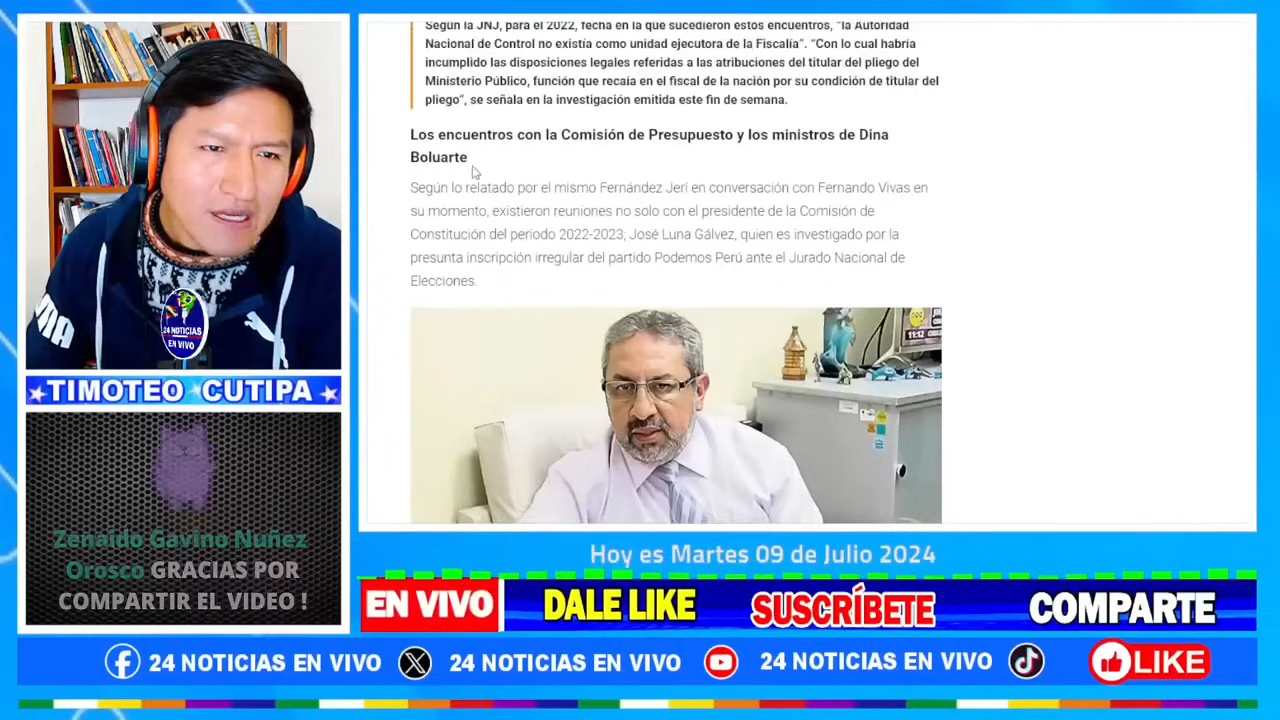 Según la JNJ, para el 2022, fecha en la que sucedieron estos encuentros, "la Autoridad
Nacional de Control no existía como unidad ejecutora de la Fiscalía". "Con lo cual habría
incumplido las disposiciones legales referidas a las atribuciones del titular del pliego del
Ministerio Público, función que recaía en el fiscal de la nación por su condición de titular del
pliego", se señala en la investigación emitida este fin de semana.
Los encuentros con la Comisión de Presupuesto y los ministros de Dina
Boluarte
Según lo relatado por el mismo Fernández Jerí en conversación con Fernando Vivas en
su momento, existieron reuniones no solo con el presidente de la Comisión de
Constitución del periodo 2022-2023; José Luna Gálvez, quien es investigado por la
presunta inscripción irregular del partido Podemos Perú ante el Jurado Nacional de
Elecciones.
11:12
24 NOTICIAS
EN VIVO
TIMOTEO CUTIPA
Zenaido Gavino Nuñez
Orosco GRACIAS POR
COMPARTIR EL VIDEO !
Hoy es Martes 09 de Julio 2024
EN VIVO DALE LIKE SUSCRÍBETE COMPARTE
24 NOTICIAS EN VIVO 24 NOTICIAS EN VIVO 24 NOTICIAS EN VIVO LIKE